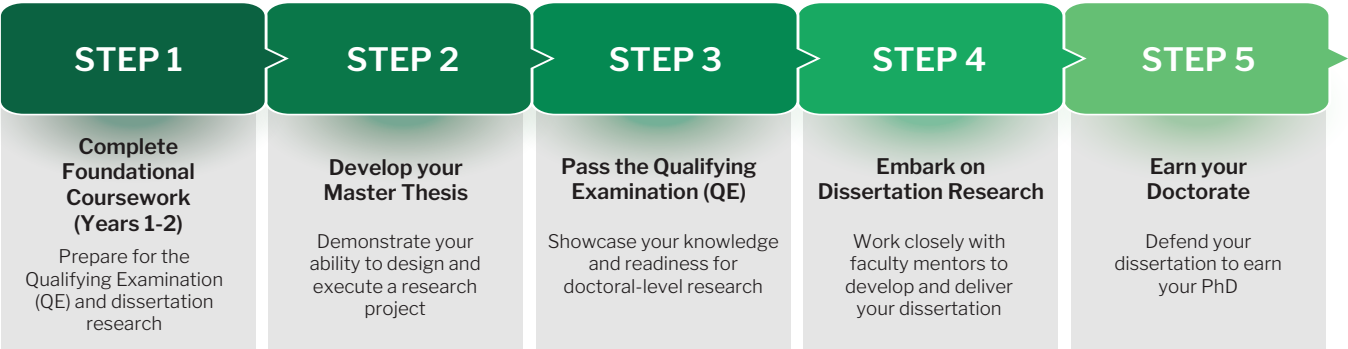 STEP 1
Complete
Foundational
Coursework
(Years 1-2)
Prepare for the
Qualifying Examination
(QE) and dissertation
research
STEP 2
Develop your
Master Thesis
Demonstrate your
ability to design and
execute a research
project
STEP 3
Pass the Qualifying
Examination (QE)
Showcase your knowledge
and readiness for
doctoral-level research
STEP 4
Embark on
Dissertation Research
Work closely with
faculty mentors to
develop and deliver
your dissertation
STEP 5
Earn your
Doctorate
Defend your
dissertation to earn
your PhD